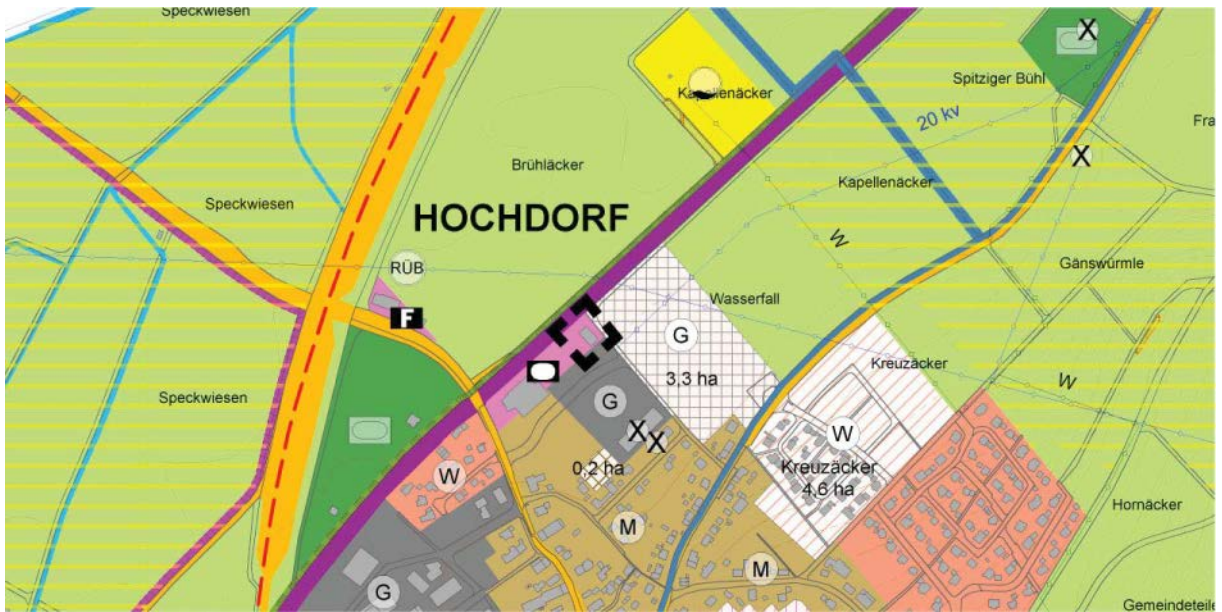 Speckwiesen
Spitziger Bühl
Kapellenäcker
20 kv
Fra
Brühläcker
Kapellenäcker
Speckwiesen
HOCHDORF
W
RÜB
Gänswürmle
Wasserfall
F
G
Kreuzäcker
3,3 ha
W
Speckwiesen
G
X
X
W
Kreuzäcker
4,6 ha
0,2 ha
W
Hornäcker
M
M
G
Gemeindeteile
X
X